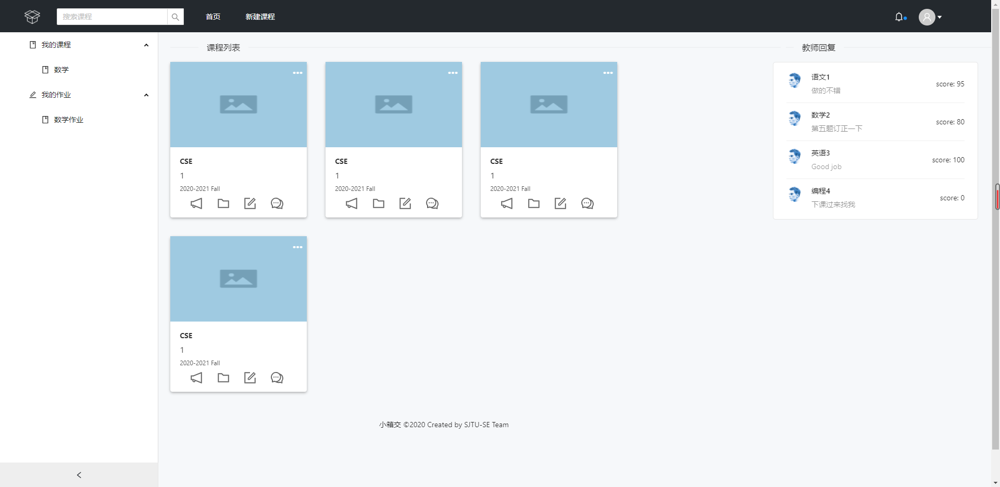 搜索课程
首页
新建课程
我的课程
数学
我的作业
数学作业
课程列表
CSE
1
2020-2021 Fall
CSE
1
2020-2021 Fall
CSE
1
2020-2021 Fall
CSE
1
2020-2021 Fall
教师回复
语文1
做的不错
score: 95
数学2
第五题订正一下
score: 80
英语3
Good job
score: 100
编程4
下课过来找我
score: 0
小箱交 ©2020 Created by SJTU-SE Team